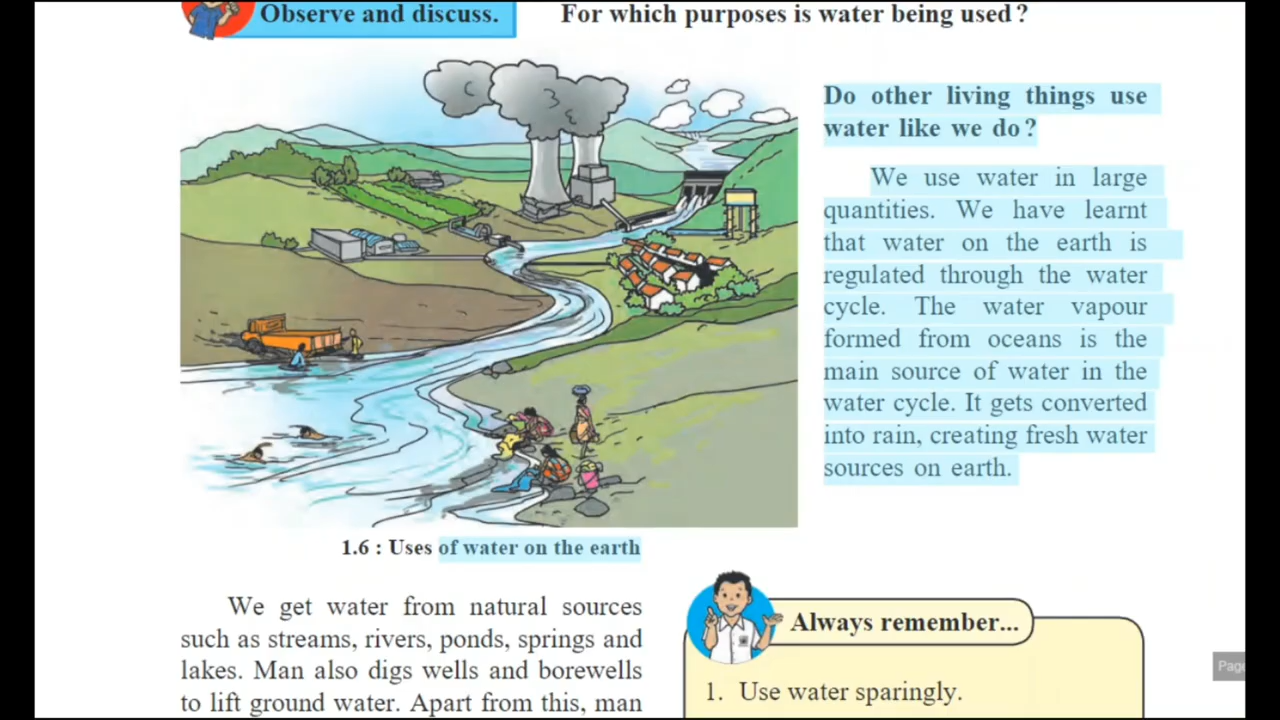 Observe and discuss.
For which purposes is water being used?
Do other living things use
water like we do?
We use water in large
quantities. We have learnt
that water on the earth is
regulated through the water
cycle. The water vapour
formed from oceans is the
main source of water in the
water cycle. It gets converted
into rain, creating fresh water
sources on earth.
1.6 : Uses of water on the earth
We get water from natural sources
such as streams, rivers, ponds, springs and
lakes. Man also digs wells and borewells
to lift ground water. Apart from this, man
Always remember...
1. Use water sparingly.
Page